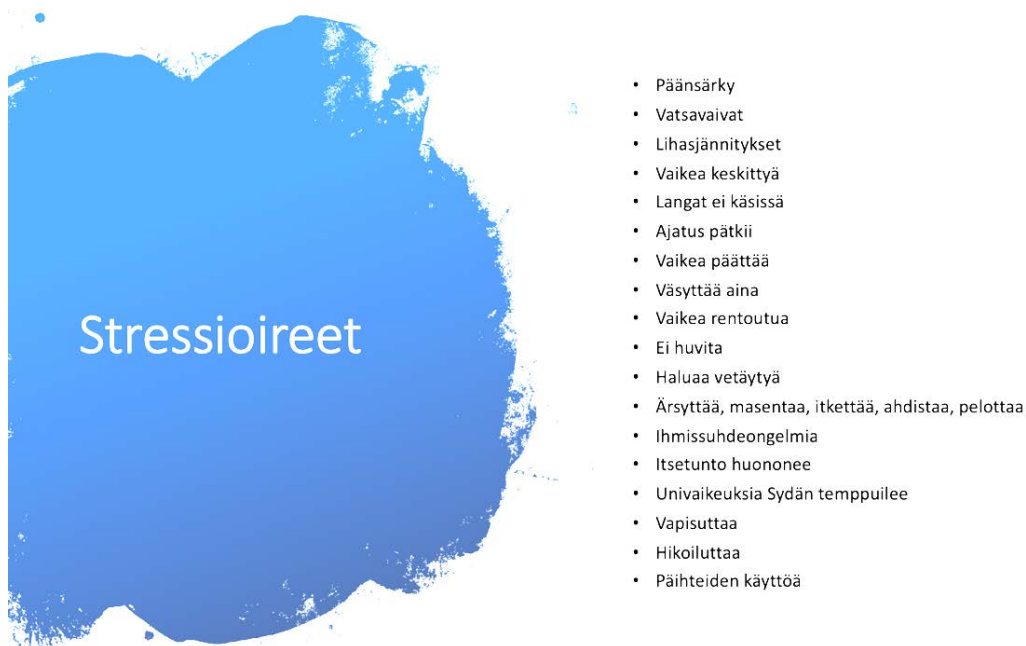 Stressioireet
• Päänsärky
• Vatsavaivat
• Lihasjännitykset
• Vaikea keskittyä
• Langat ei käsissä
• Ajatus pätkii
• Vaikea päättää
• Väsyttää aina
• Vaikea rentoutua
• Ei huvita
• Haluaa vetäytyä
• Ärsyttää, masentaa, itkettää, ahdistaa, pelottaa
• Ihmissuhdeongelmia
• Itsetunto huononee
• Univaikeuksia Sydän temppuilee
• Vapisuttaa
• Hikoiluttaa
• Päihteiden käyttöä